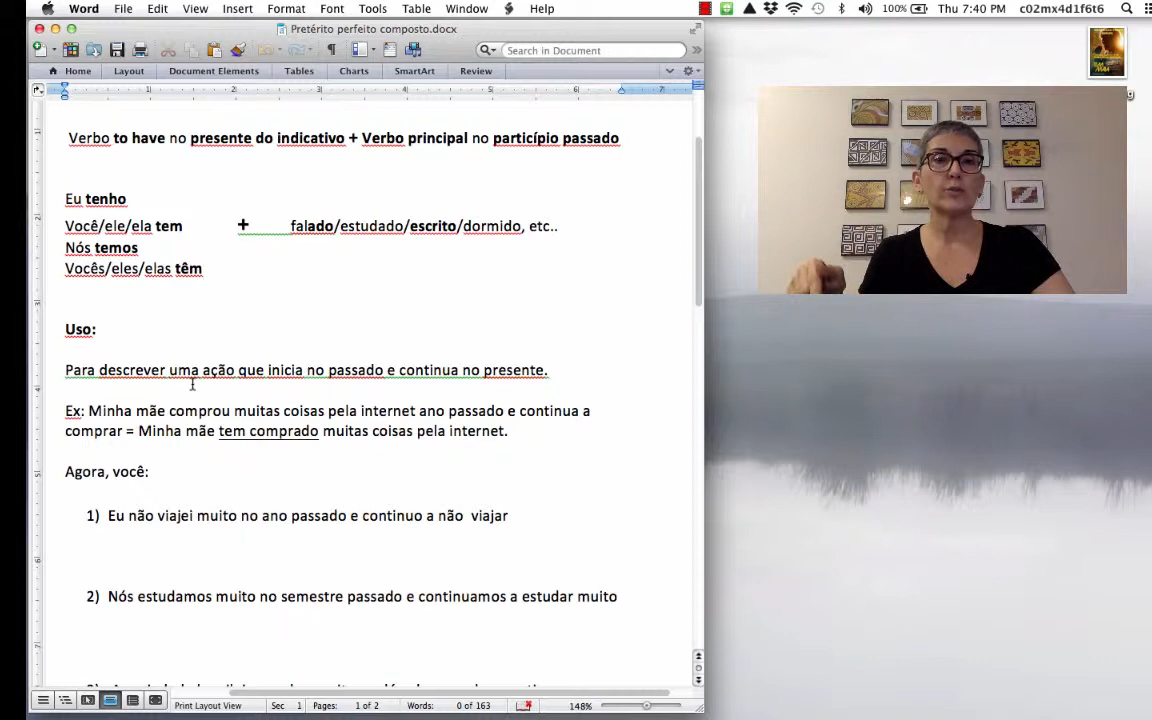 Word File Edit View Insert Format Font Tools Table Window Help 100% Thu 7:40 PM c02mx4d1f6t6
Pretérito perfeito composto.docx
Search in Document
Home Layout Document Elements Tables Charts SmartArt Review
Verbo to have no presente do indicativo + Verbo principal no particípio passado
Eu tenho
Você/ele/ela tem + falado/estudado/escrito/dormido, etc..
Nós temos
Vocês/eles/elas têm
Uso:
Para descrever uma ação que inicia no passado e continua no presente.
Ex: Minha mãe comprou muitas coisas pela internet ano passado e continua a
comprar = Minha mãe tem comprado muitas coisas pela internet.
Agora, você:
1) Eu não viajei muito no ano passado e continuo a não viajar
2) Nós estudamos muito no semestre passado e continuamos a estudar muito
Print Layout View Sec 1 Pages: 1 of 2 Words: 0 of 163 148%